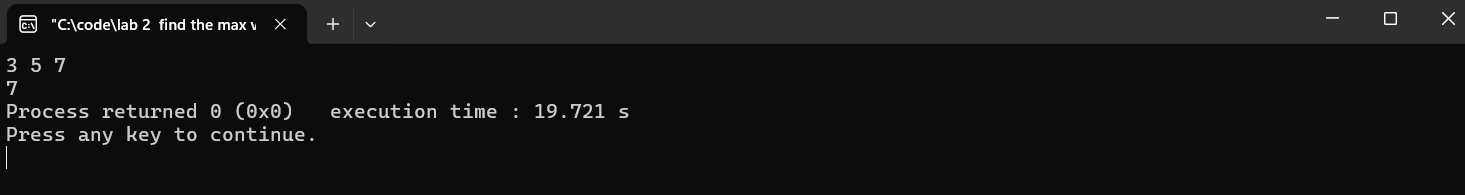 "C:\code\lab 2  find the max v
3 5 7
7
Process returned 0 (0x0)   execution time : 19.721 s
Press any key to continue.